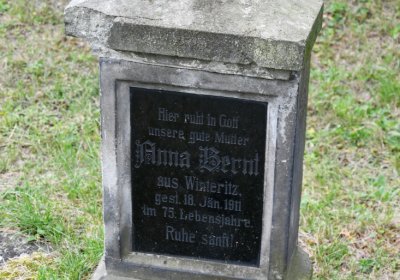 Hier ruht in Gott
unsere gute Mutter
Anna Bernt
aus Winteritz,
gest. 18. Jän. 1911
im 75. Lebensjahre.
Ruhe sanft!